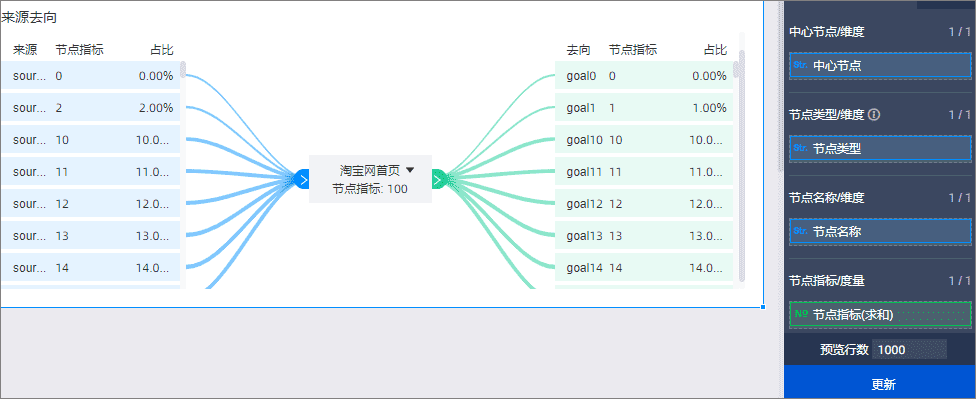 来源去向
来源 节点指标 占比
sour... 0 0.00%
sour... 2 2.00%
sour... 10 10.0...
sour... 11 11.0...
sour... 12 12.0...
sour... 13 13.0...
sour... 14 14.0...
淘宝网首页
节点指标: 100
去向 节点指标 占比
goal0 0 0.00%
goal1 1 1.00%
goal10 10 10.0...
goal11 11 11.0...
goal12 12 12.0...
goal13 13 13.0...
goal14 14 14.0...
中心节点/维度 1 / 1
Str. 中心节点
节点类型/维度 1 / 1
Str. 节点类型
节点名称/维度 1 / 1
Str. 节点名称
节点指标/度量 1 / 1
Nº 节点指标(求和)
预览行数 1000
更新